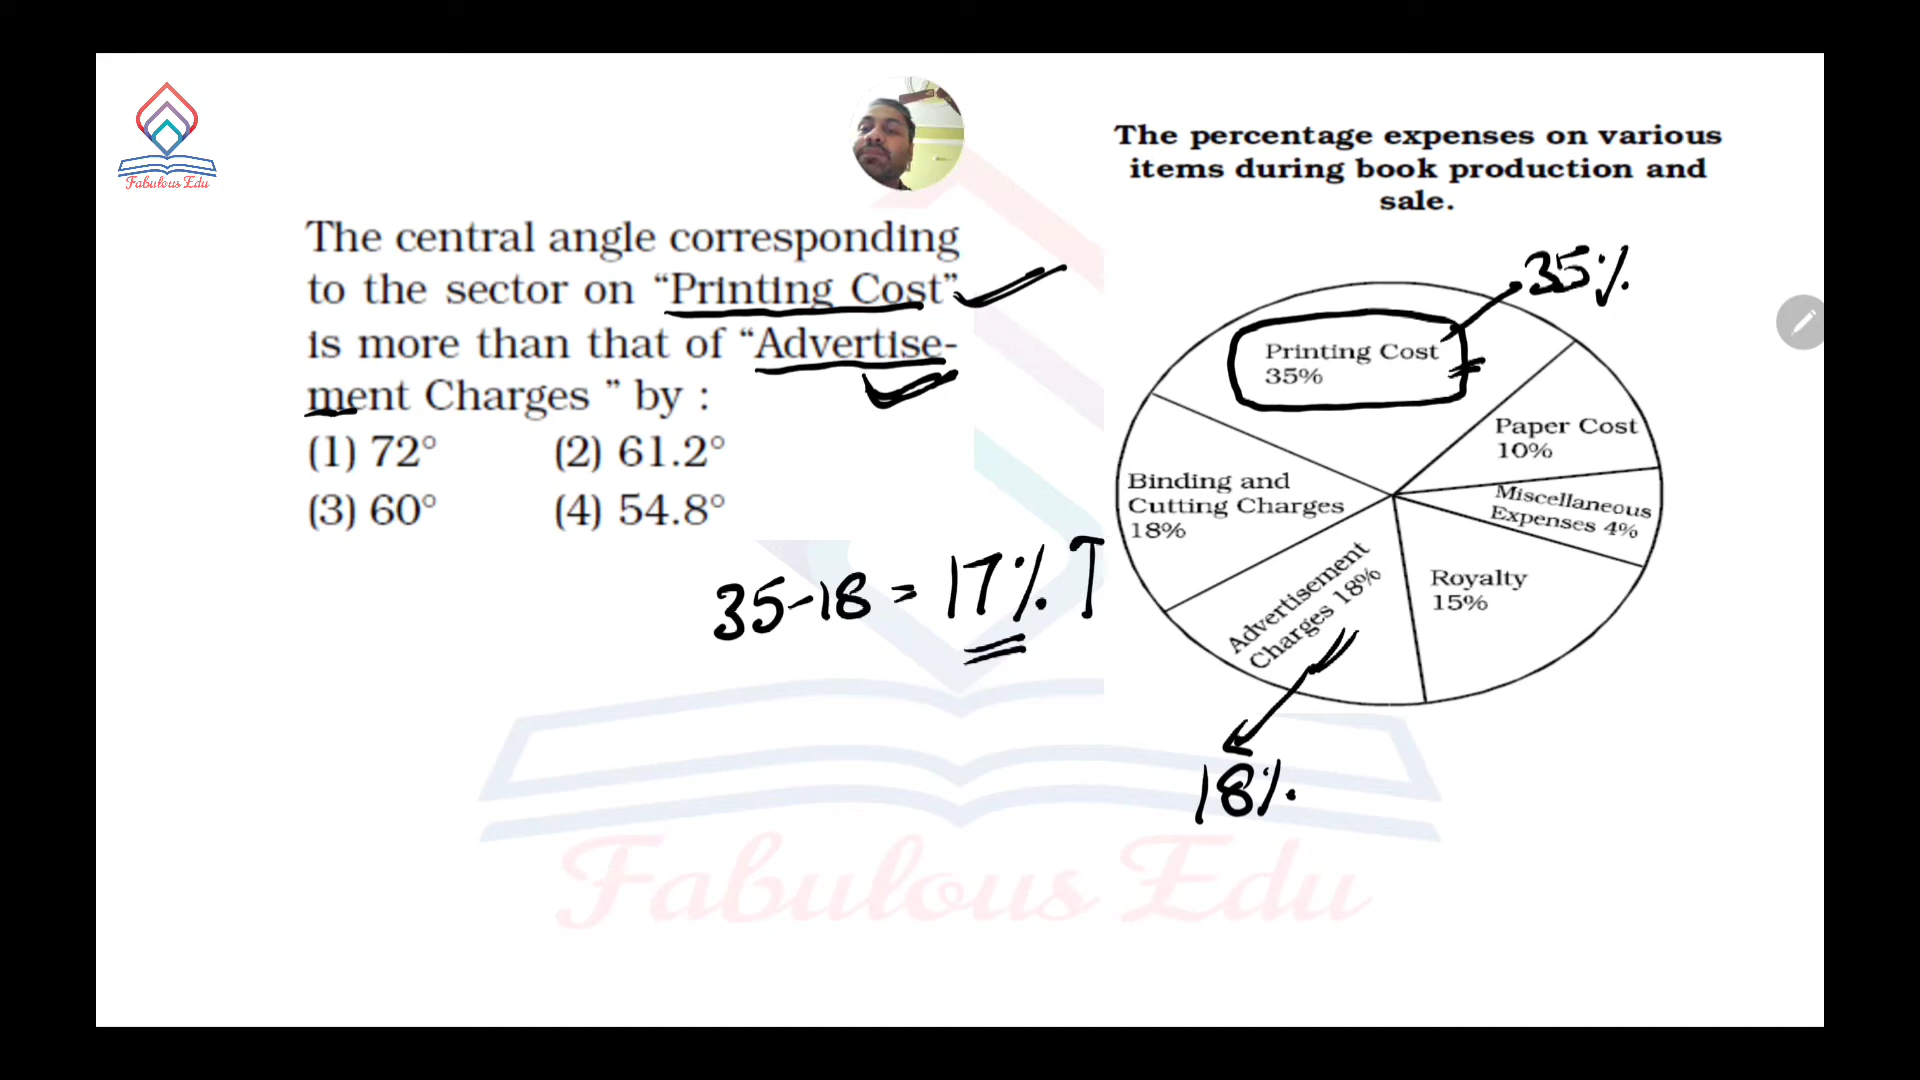 Fabulous Edu
The percentage expenses on various
items during book production and
sale.
The central angle corresponding
to the sector on “Printing Cost”
is more than that of “Advertise-
ment Charges ” by :
(1) 72° (2) 61.2°
(3) 60° (4) 54.8°
35-18 = 17% ↑
35%
Printing Cost
35%
Paper Cost
10%
Miscellaneous
Expenses 4%
Binding and
Cutting Charges
18%
Advertisement
Charges 18%
Royalty
15%
18%
Fabulous Edu